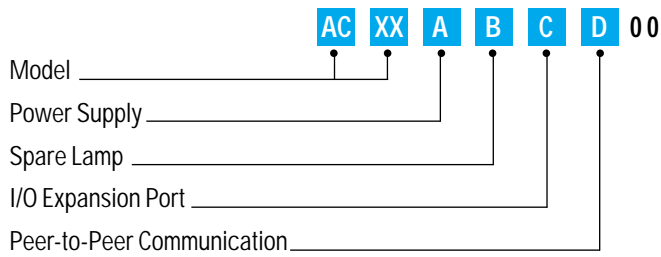 AC XX A B C D 00
Model
Power Supply
Spare Lamp
I/O Expansion Port
Peer-to-Peer Communication